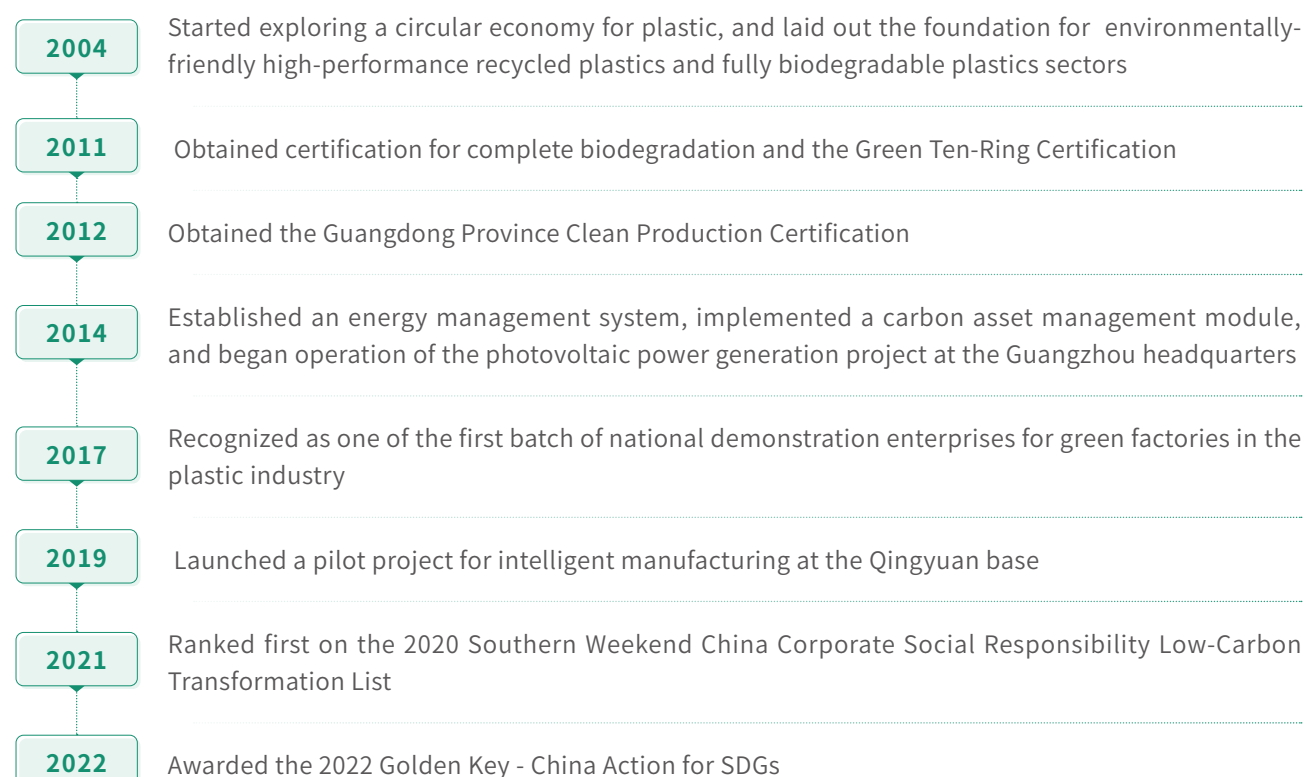 2004
Started exploring a circular economy for plastic, and laid out the foundation for environmentally-
friendly high-performance recycled plastics and fully biodegradable plastics sectors
2011
Obtained certification for complete biodegradation and the Green Ten-Ring Certification
2012
Obtained the Guangdong Province Clean Production Certification
2014
Established an energy management system, implemented a carbon asset management module,
and began operation of the photovoltaic power generation project at the Guangzhou headquarters
2017
Recognized as one of the first batch of national demonstration enterprises for green factories in the
plastic industry
2019
Launched a pilot project for intelligent manufacturing at the Qingyuan base
2021
Ranked first on the 2020 Southern Weekend China Corporate Social Responsibility Low-Carbon
Transformation List
2022
Awarded the 2022 Golden Key - China Action for SDGs